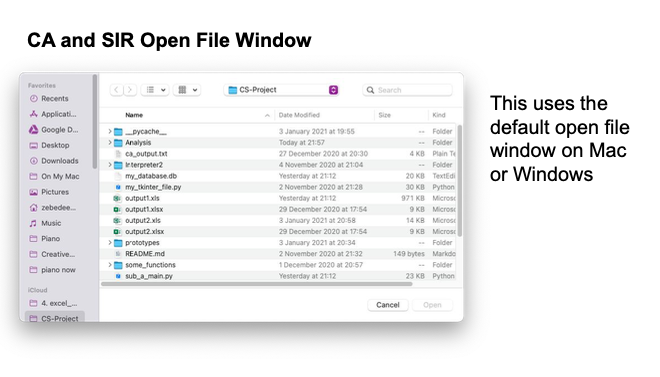 CA and SIR Open File Window
Favorites
Recents
Applicati...
Google D...
Desktop
Downloads
On My Mac
Pictures
zebedee...
Music
Piano
Creative...
piano now
iCloud
4. excel_...
CS-Project
CS-Project
Search
Name Date Modified Size Kind
__pycache__ 3 January 2021 at 19:55 -- Folder
Analysis Today at 21:57 -- Folder
ca_output.txt 27 December 2020 at 20:30 4 KB Plain Te
Interpreter2 4 November 2020 at 21:04 -- Folder
my_database.db Yesterday at 21:12 20 KB TextEdi
my_tkinter_file.py 2 November 2020 at 21:28 30 KB Python
output1.xls Yesterday at 21:12 971 KB Microso
output1.xlsx 29 December 2020 at 17:54 9 KB Microso
output2.xls 3 January 2021 at 20:58 14 KB Microso
output2.xlsx 29 December 2020 at 17:54 9 KB Microso
prototypes 3 January 2021 at 20:34 -- Folder
README.md 2 November 2020 at 21:32 149 bytes Markdo
some_functions 1 December 2020 at 20:57 -- Folder
sub_a_main.py Yesterday at 21:12 23 KB Python
Cancel Open
This uses the
default open file
window on Mac
or Windows